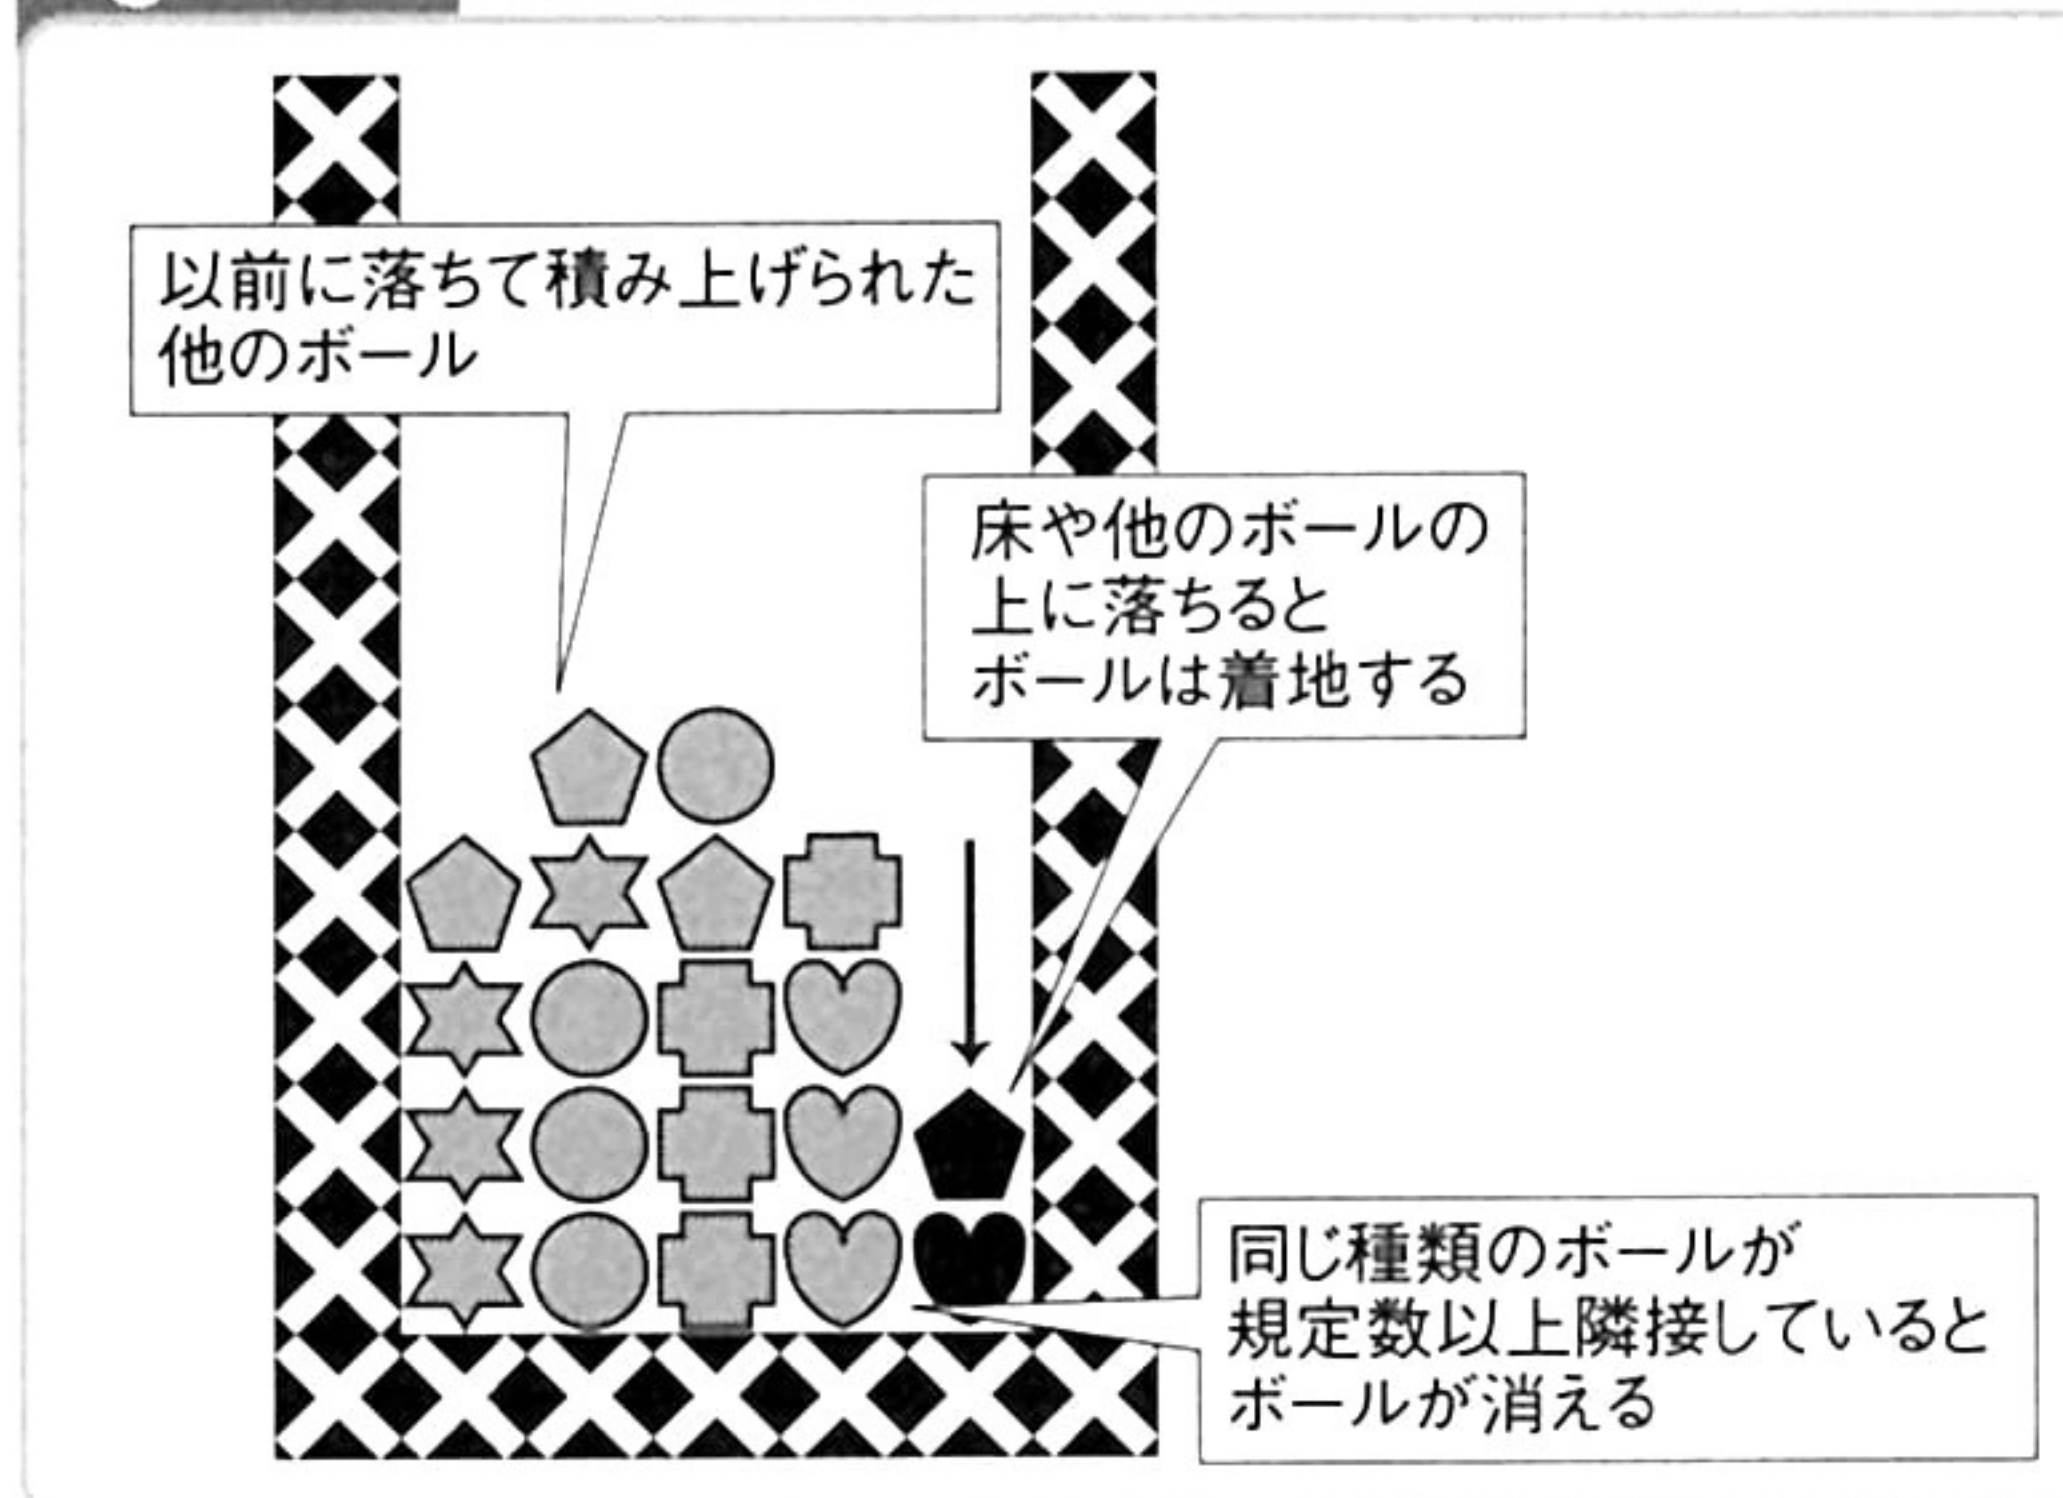 以前に落ちて積み上げられた
他のボール
床や他のボールの
上に落ちると
ボールは着地する
同じ種類のボールが
規定数以上隣接していると
ボールが消える